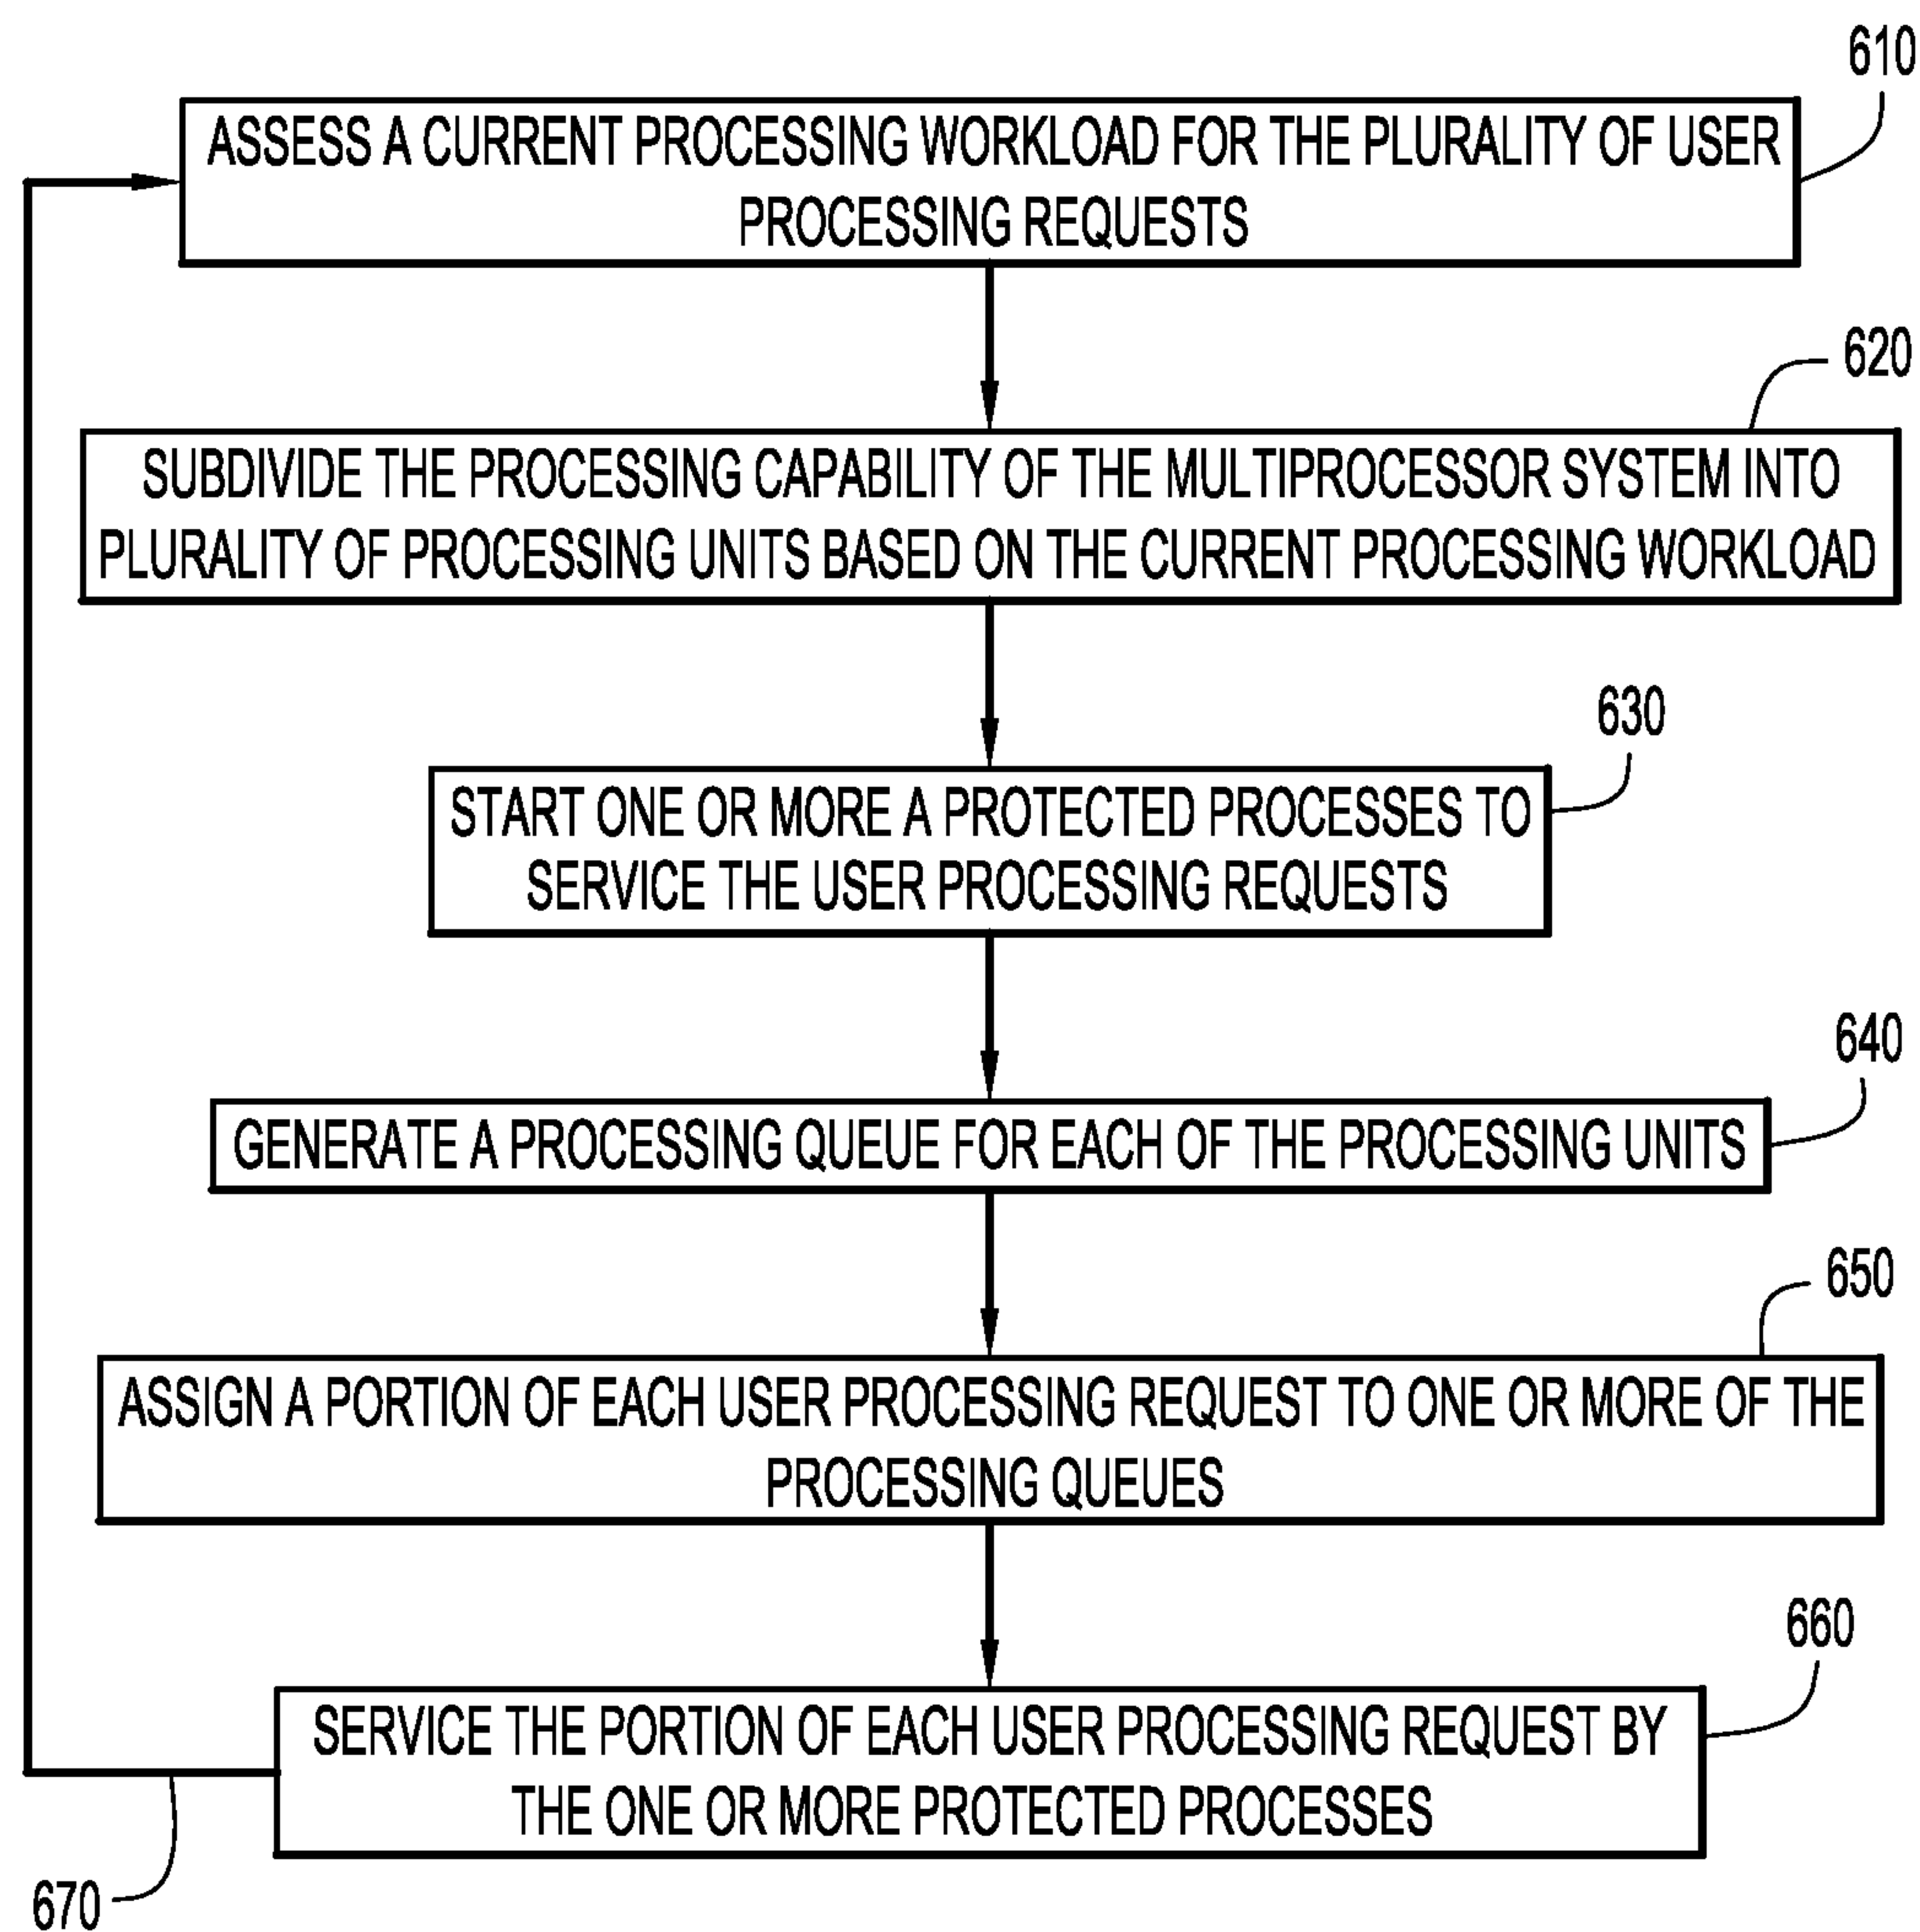 610
ASSESS A CURRENT PROCESSING WORKLOAD FOR THE PLURALITY OF USER
PROCESSING REQUESTS
620
SUBDIVIDE THE PROCESSING CAPABILITY OF THE MULTIPROCESSOR SYSTEM INTO
PLURALITY OF PROCESSING UNITS BASED ON THE CURRENT PROCESSING WORKLOAD
630
START ONE OR MORE A PROTECTED PROCESSES TO
SERVICE THE USER PROCESSING REQUESTS
640
GENERATE A PROCESSING QUEUE FOR EACH OF THE PROCESSING UNITS
650
ASSIGN A PORTION OF EACH USER PROCESSING REQUEST TO ONE OR MORE OF THE
PROCESSING QUEUES
660
SERVICE THE PORTION OF EACH USER PROCESSING REQUEST BY
THE ONE OR MORE PROTECTED PROCESSES
670